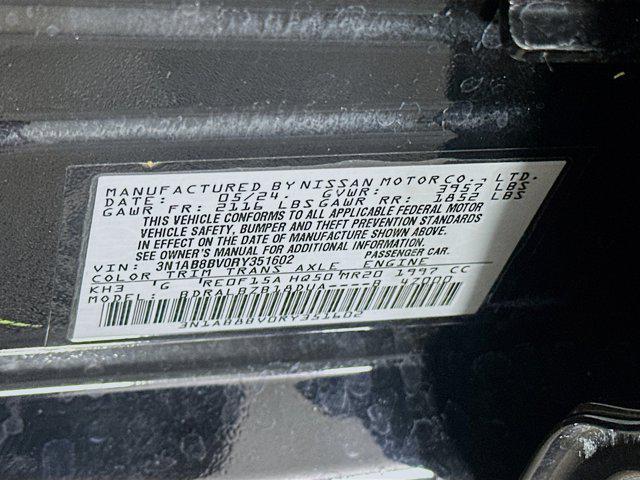 MANUFACTURED BY NISSAN MOTOR CO., LTD.
DATE: 05/24. GVWR: 3957 LBS
GAWR FR: 2116 LBS GAWR RR: 1852 LBS
THIS VEHICLE CONFORMS TO ALL APPLICABLE FEDERAL MOTOR
VEHICLE SAFETY, BUMPER AND THEFT PREVENTION STANDARDS
IN EFFECT ON THE DATE OF MANUFACTURE SHOWN ABOVE.
SEE OWNER'S MANUAL FOR ADDITIONAL INFORMATION.
VIN: 3N1AB8BV0RY351602 PASSENGER CAR.
COLOR TRIM TRANS AXLE ENGINE
KH3 G RE0F15A HQ50 MR20 1997 CC
MODEL: BDRALBZB1ADUA----B 47000
3N1AB8BV0RY351602